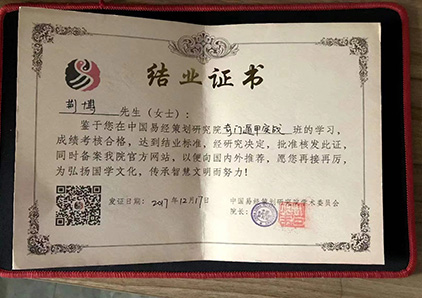 结业证书
先生(女士):
鉴于您在中国易经策划研究院奇门遁甲实战班的学习,
成绩考核合格,达到结业标准,经研究决定,批准核发此证,
同时备案我院官方网站,以便向国内外推荐,愿您再接再厉,
为弘扬国学文化,传承智慧文明而努力!
发证日期:2017年12月17日
中国易经策划研究院学术委员会
院长: